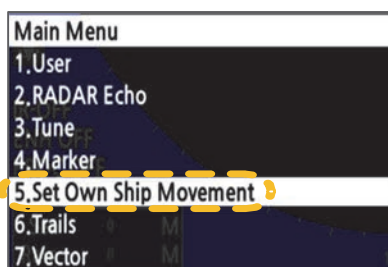 Main Menu
1.User
2.RADAR Echo
3.Tune
4.Marker
5.Set Own Ship Movement
6.Trails
7.Vector